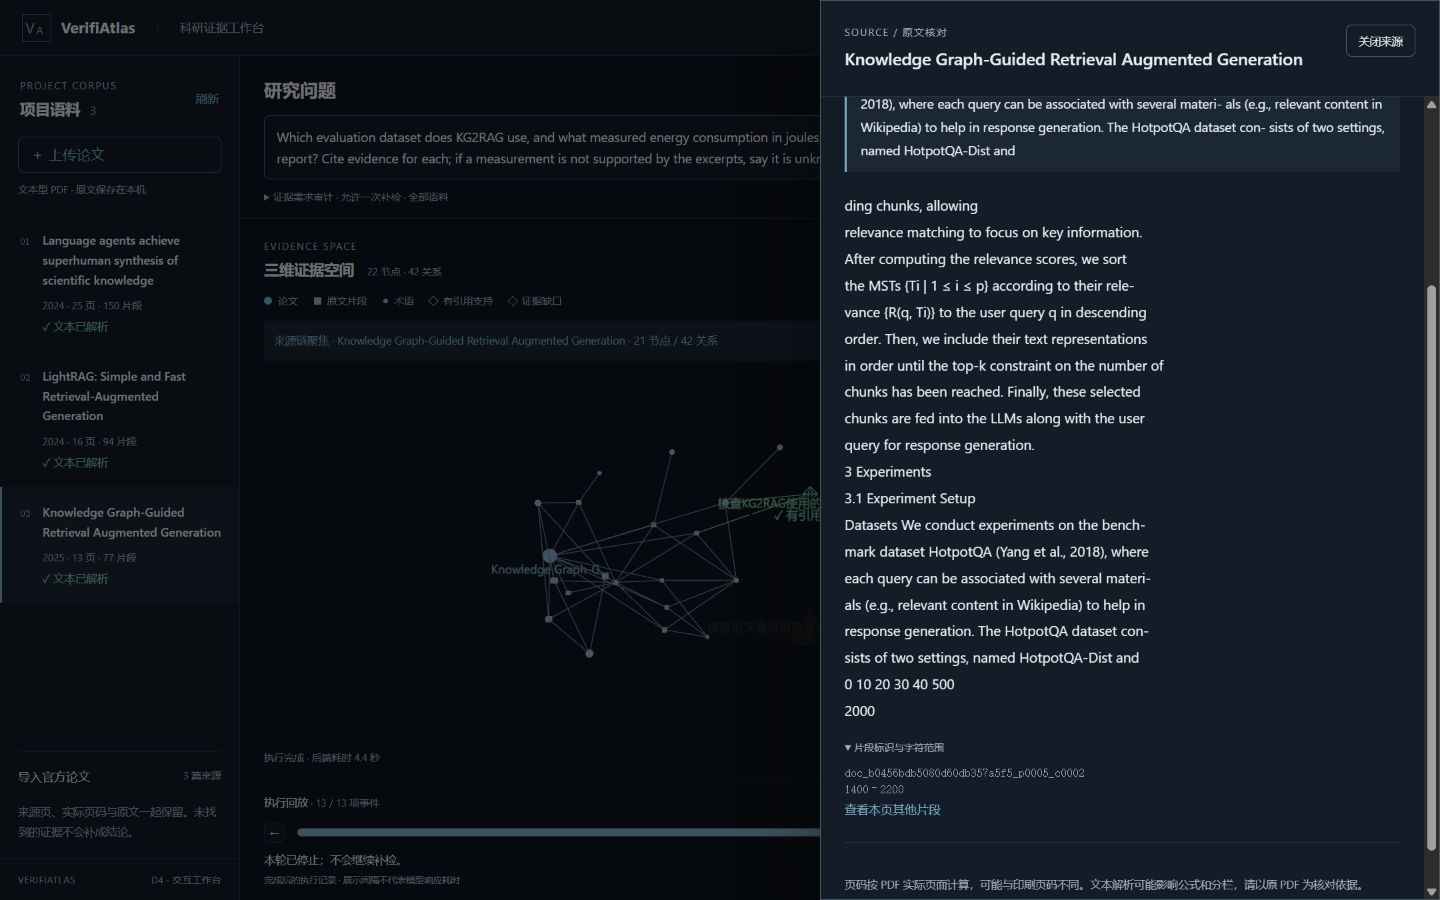 VA VerifiAtlas 科研证据工作台
PROJECT CORPUS
项目语料 3 刷新
+ 上传论文
文本型 PDF · 原文保存在本机
01 Language agents achieve
superhuman synthesis of
scientific knowledge
2024 · 25 页 · 150 片段
✓ 文本已解析
02 LightRAG: Simple and Fast
Retrieval-Augmented
Generation
2024 · 16 页 · 94 片段
✓ 文本已解析
03 Knowledge Graph-Guided
Retrieval Augmented Generation
2025 · 13 页 · 77 片段
✓ 文本已解析
导入官方论文 3 篇来源
来源页、实际页码与原文一起保留。未找
到的证据不会补成结论。
VERIFIATLAS D4 · 交互工作台
研究问题
Which evaluation dataset does KG2RAG use, and what measured energy consumption in joules
report? Cite evidence for each; if a measurement is not supported by the excerpts, say it is unkn
▶ 证据需求审计 · 允许一次补检 · 全部语料
EVIDENCE SPACE
三维证据空间 22 节点 · 42 关系
论文 原文片段 术语 有引用支持 证据缺口
来源链聚焦 · Knowledge Graph-Guided Retrieval Augmented Generation · 21 节点 / 42 关系
检查KG2RAG使用的
✓ 有引用
Knowledge Graph-G
执行完成 · 后端耗时 4.4 秒
执行回放 · 13 / 13 项事件
←
本轮已停止；不会继续补检。
完成后的执行记录 · 展示间隔不代表模型响应耗时
SOURCE / 原文核对
Knowledge Graph-Guided Retrieval Augmented Generation
关闭来源
2018), where each query can be associated with several materi- als (e.g., relevant content in
Wikipedia) to help in response generation. The HotpotQA dataset con- sists of two settings,
named HotpotQA-Dist and
ding chunks, allowing
relevance matching to focus on key information.
After computing the relevance scores, we sort
the MSTs {Ti | 1 ≤ i ≤ p} according to their rele-
vance {R(q, Ti)} to the user query q in descending
order. Then, we include their text representations
in order until the top-k constraint on the number of
chunks has been reached. Finally, these selected
chunks are fed into the LLMs along with the user
query for response generation.
3 Experiments
3.1 Experiment Setup
Datasets We conduct experiments on the bench-
mark dataset HotpotQA (Yang et al., 2018), where
each query can be associated with several materi-
als (e.g., relevant content in Wikipedia) to help in
response generation. The HotpotQA dataset con-
sists of two settings, named HotpotQA-Dist and
0 10 20 30 40 500
2000
▼ 片段标识与字符范围
doc_b0456bdb5080d60db357a5f5_p0005_c0002
1400 - 2200
查看本页其他片段
页码按 PDF 实际页面计算，可能与印刷页码不同。文本解析可能影响公式和分栏，请以原 PDF 为核对依据。